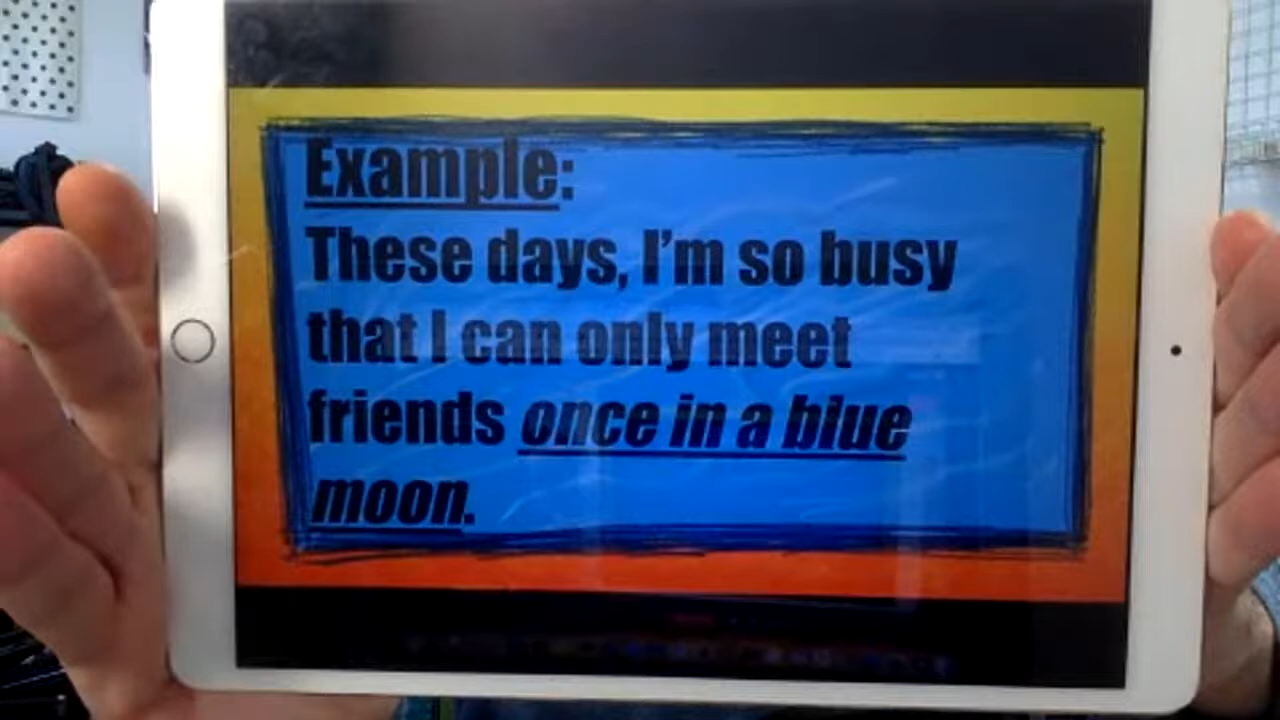 Example:
These days, I'm so busy
that I can only meet
friends once in a blue
moon.